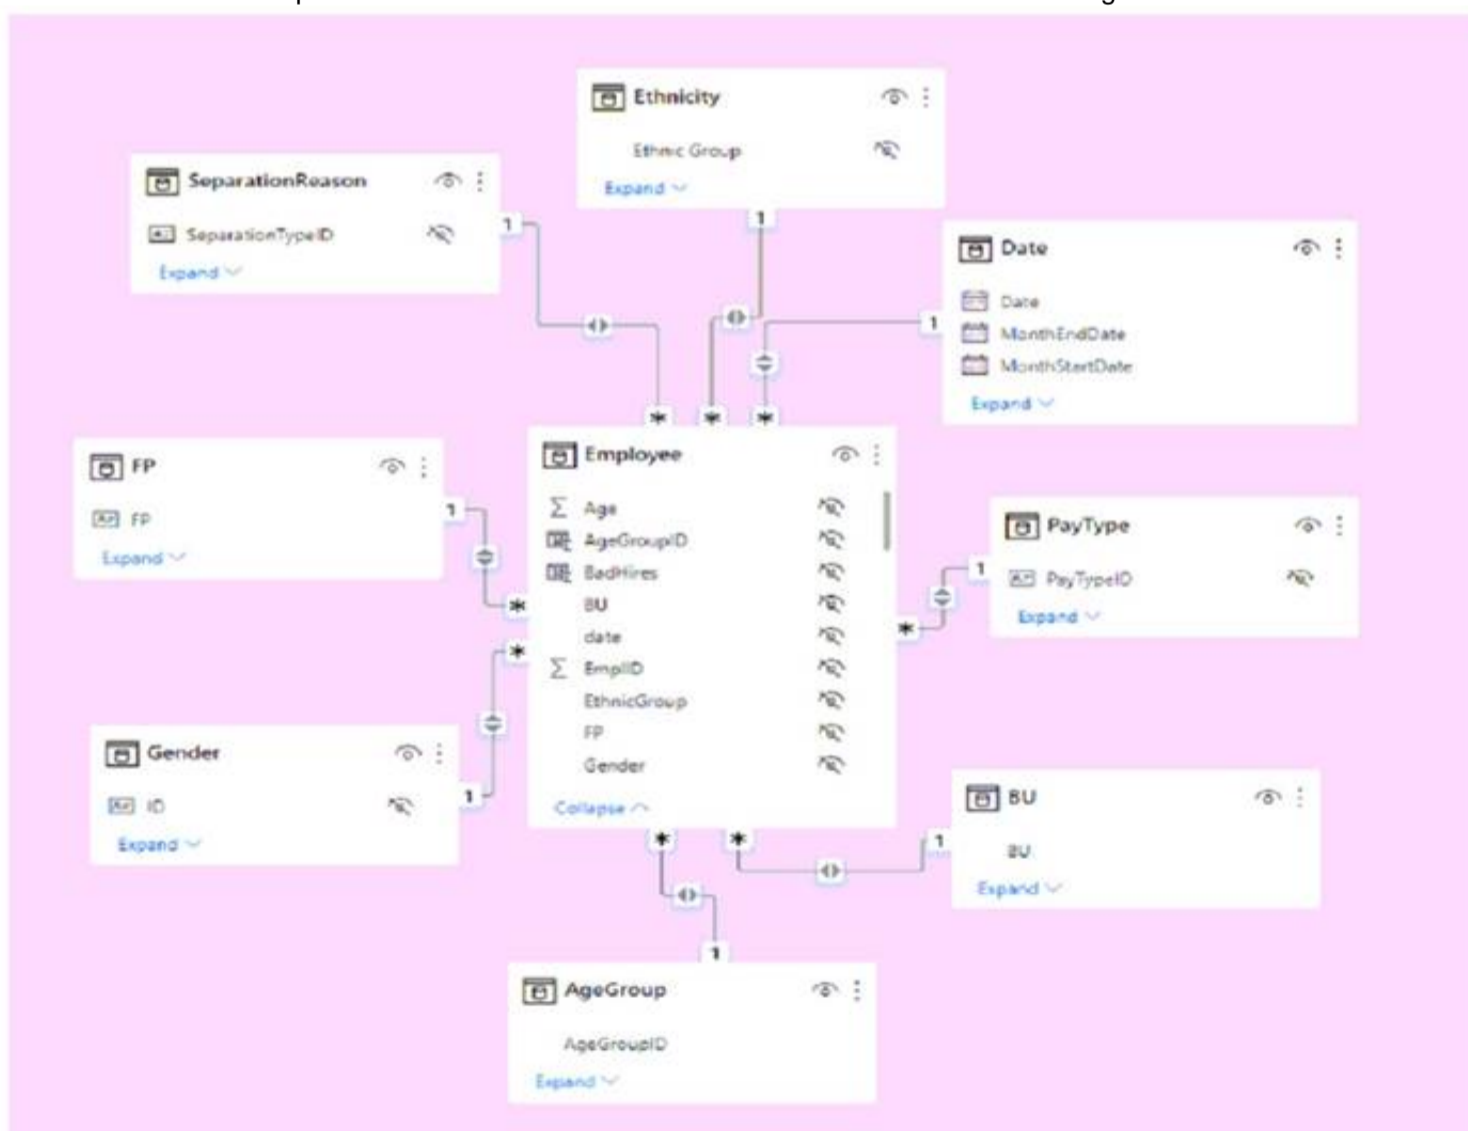 Ethnicity
Ethnic Group
Expand
SeparationReason
SeparationTypeID
Expand
1
1
Date
Date
MonthEndDate
MonthStartDate
Expand
1
*
*
*
FP
FP
Expand
1
*
Employee
Age
AgeGroupID
BadHires
BU
date
EmplID
EthnicGroup
FP
Gender
Collapse
PayType
PayTypeID
Expand
1
*
Gender
ID
Expand
1
*
BU
BU
Expand
1
*
*
1
AgeGroup
AgeGroupID
Expand